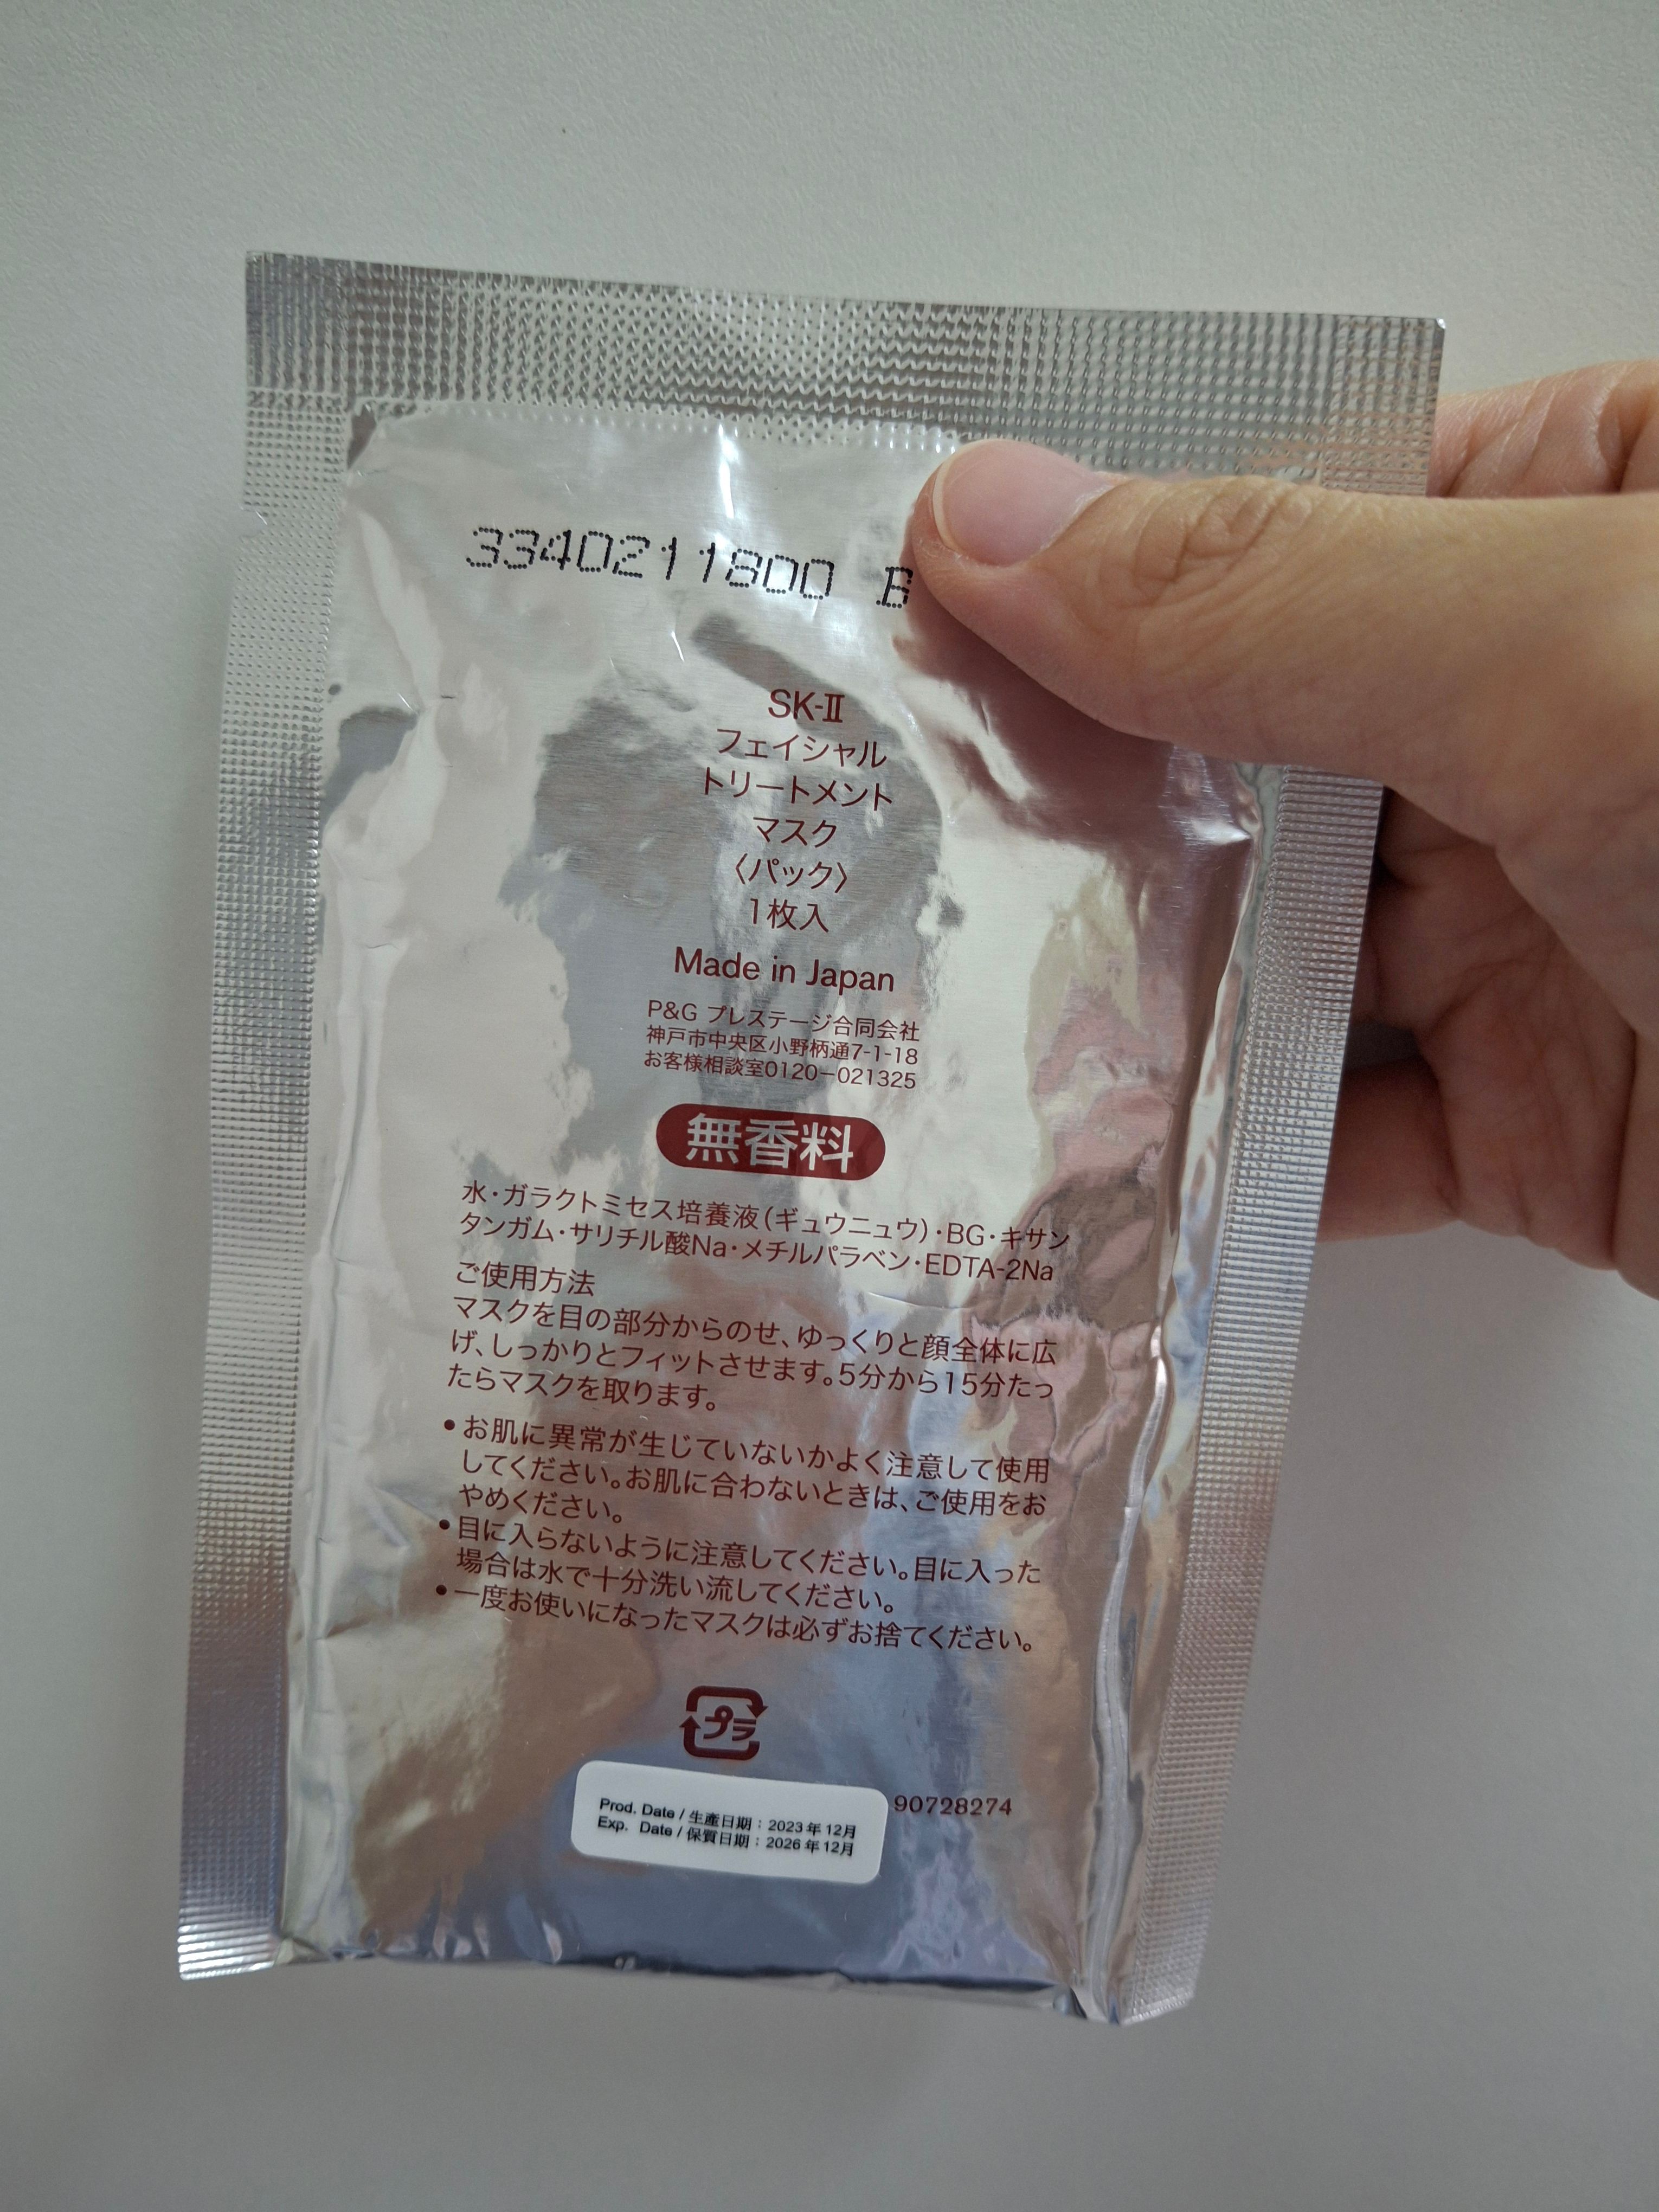 3340211800 B
SK-Ⅱ
フェイシャル
トリートメント
マスク
〈パック〉
1枚入
Made in Japan
P&G プレステージ合同会社
神戸市中央区小野柄通7-1-18
お客様相談室0120-021325
無香料
水・ガラクトミセス培養液(ギュウニュウ)・BG・キサン
タンガム・サリチル酸Na・メチルパラベン・EDTA-2Na
ご使用方法
マスクを目の部分からのせ、ゆっくりと顔全体に広
げ、しっかりとフィットさせます。5分から15分たっ
たらマスクを取ります。
•お肌に異常が生じていないかよく注意して使用
してください。お肌に合わないときは、ご使用をお
やめください。
•目に入らないように注意してください。目に入った
場合は水で十分洗い流してください。
•一度お使いになったマスクは必ずお捨てください。
プラ
90728274
Prod. Date / 生產日期：2023年12月
Exp. Date / 保質日期：2026年12月